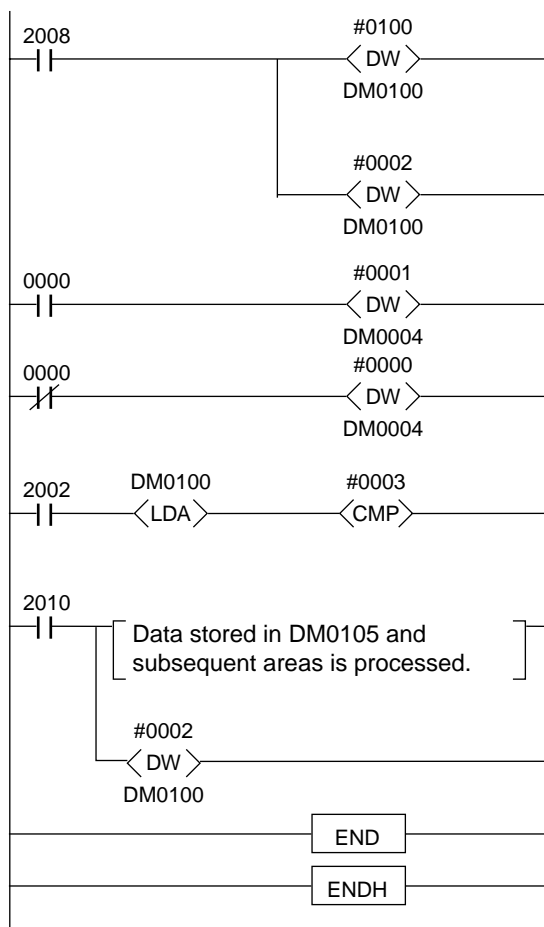 2008
#0100
DW
DM0100
#0002
DW
DM0100
0000
#0001
DW
DM0004
0000
#0000
DW
DM0004
2002
DM0100
LDA
#0003
CMP
2010
Data stored in DM0105 and
subsequent areas is processed.
#0002
DW
DM0100
END
ENDH